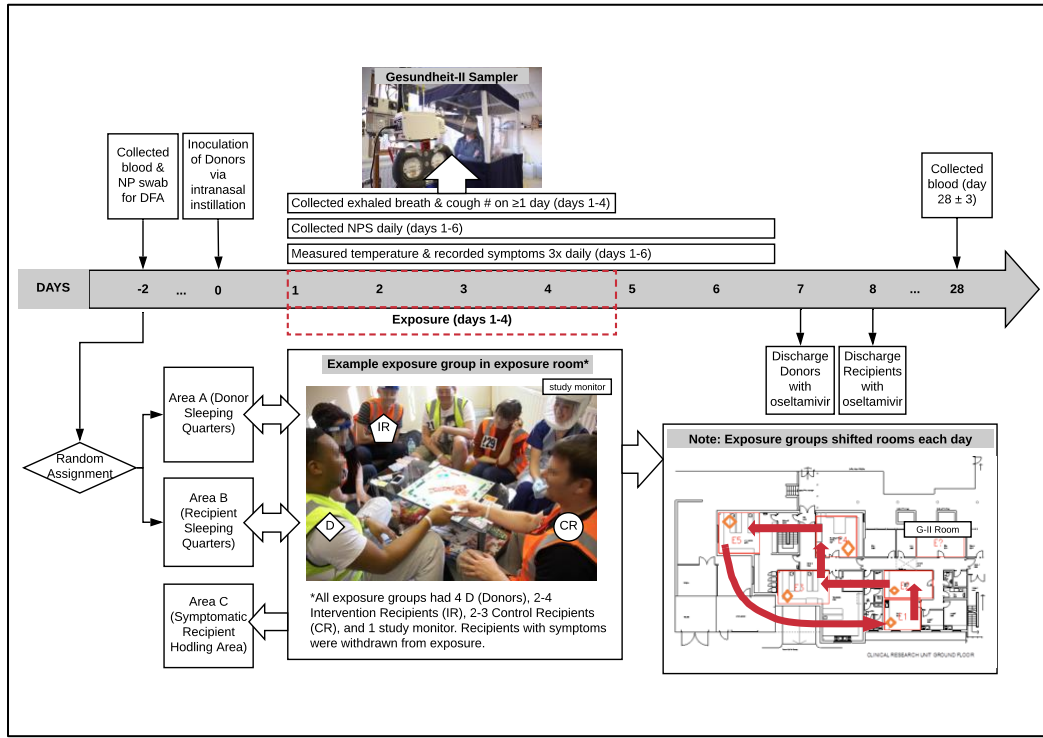 Gesundheit-II Sampler
Collected
blood &
NP swab
for DFA
Inoculation
of Donors
via
intranasal
instillation
Collected
blood (day
28 ± 3)
Collected exhaled breath & cough # on ≥1 day (days 1-4)
Collected NPS daily (days 1-6)
Measured temperature & recorded symptoms 3x daily (days 1-6)
DAYS -2 ... 0 1 2 3 4 5 6 7 8 ... 28
Exposure (days 1-4)
Discharge
Donors
with
oseltamivir
Discharge
Recipients
with
oseltamivir
Random
Assignment
Area A (Donor
Sleeping
Quarters)
Area B
(Recipient
Sleeping
Quarters)
Area C
(Symptomatic
Recipient
Hodling Area)
Example exposure group in exposure room*
study monitor
IR
D
CR
*All exposure groups had 4 D (Donors), 2-4
Intervention Recipients (IR), 2-3 Control Recipients
(CR), and 1 study monitor. Recipients with symptoms
were withdrawn from exposure.
Note: Exposure groups shifted rooms each day
G-II Room
E5
E3
E1
CLINICAL RESEARCH UNIT GROUND FLOOR